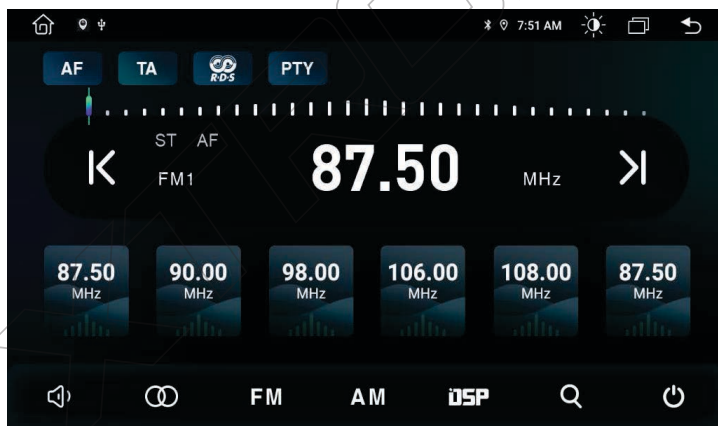 7:51 AM
AF TA R·D·S PTY
ST AF
FM1 87.50 MHz
87.50 90.00 98.00 106.00 108.00 87.50
MHz MHz MHz MHz MHz MHz
FM AM DSP